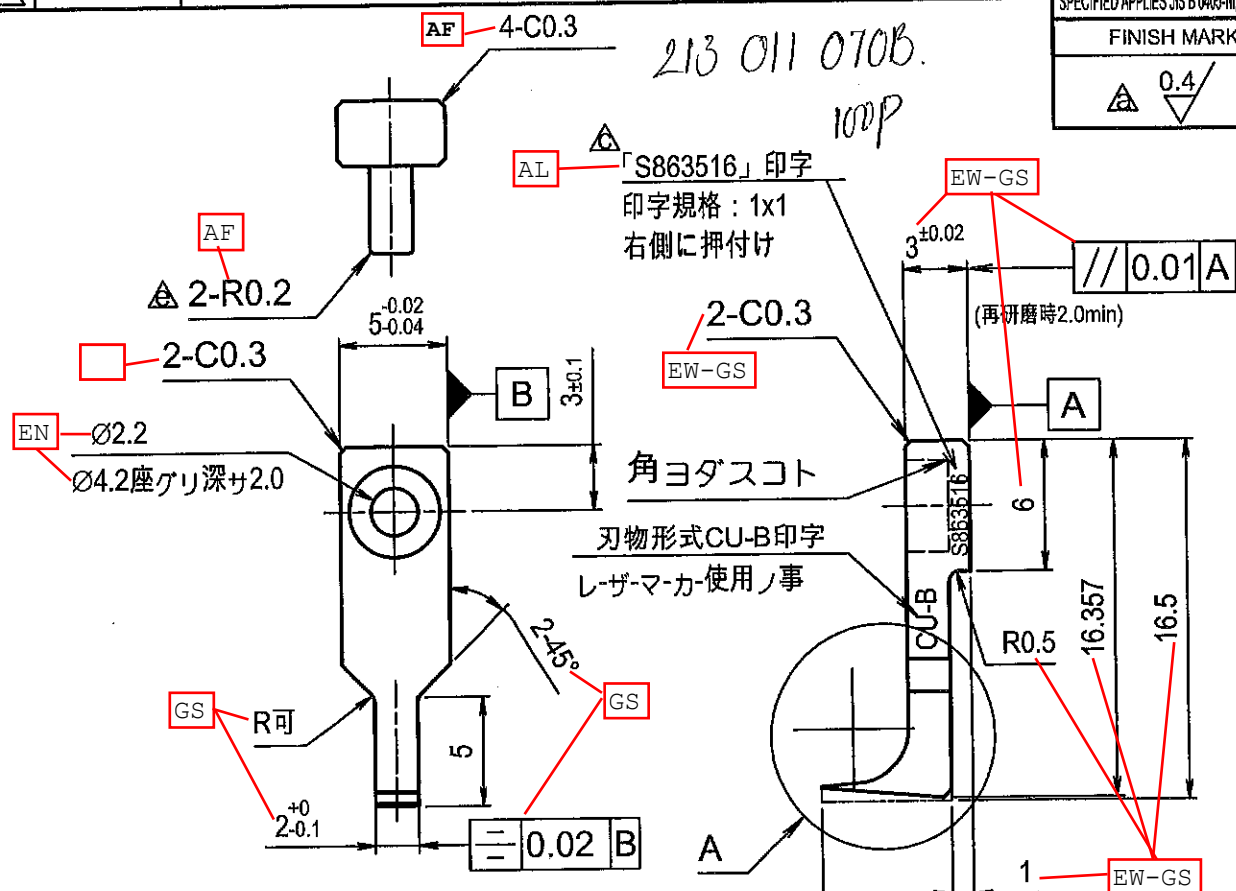 SPECIFIED APPLIES JIS B 0405-M
FINISH MARK
a 0.4
AF 4-C0.3
213 011 070B.
100P
c
AL 「S863516」印字
印字規格：1x1
右側に押付け
EW-GS
3±0.02
// 0.01 A
(再研磨時2.0min)
AF
e 2-R0.2
5-0.02
-0.04
2-C0.3
B
3±0.1
2-C0.3
EW-GS
A
EN Ø2.2
Ø4.2座グリ深サ2.0
角ヨダスコト
S863516
6
刃物形式CU-B印字
レーザーマーカー使用ノ事
CU-B
R0.5
16.357
16.5
2-45°
GS
GS R可
5
2+0
-0.1
0.02 B
A
1
EW-GS